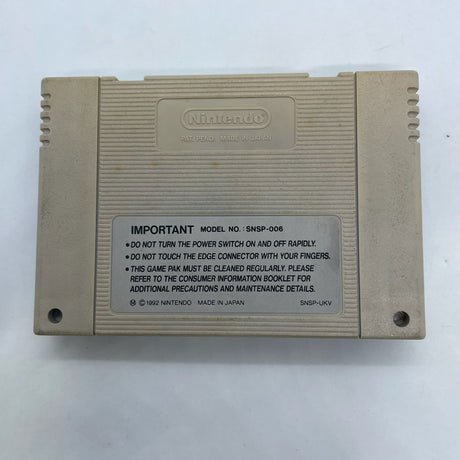 Nintendo
PAT. PEND. MADE IN JAPAN
IMPORTANT MODEL NO.: SNSP-006
• DO NOT TURN THE POWER SWITCH ON AND OFF RAPIDLY.
• DO NOT TOUCH THE EDGE CONNECTOR WITH YOUR FINGERS.
• THIS GAME PAK MUST BE CLEANED REGULARLY. PLEASE
REFER TO THE CONSUMER INFORMATION BOOKLET FOR
ADDITIONAL PRECAUTIONS AND MAINTENANCE DETAILS.
Ⓜ ©1992 NINTENDO MADE IN JAPAN SNSP-UKV